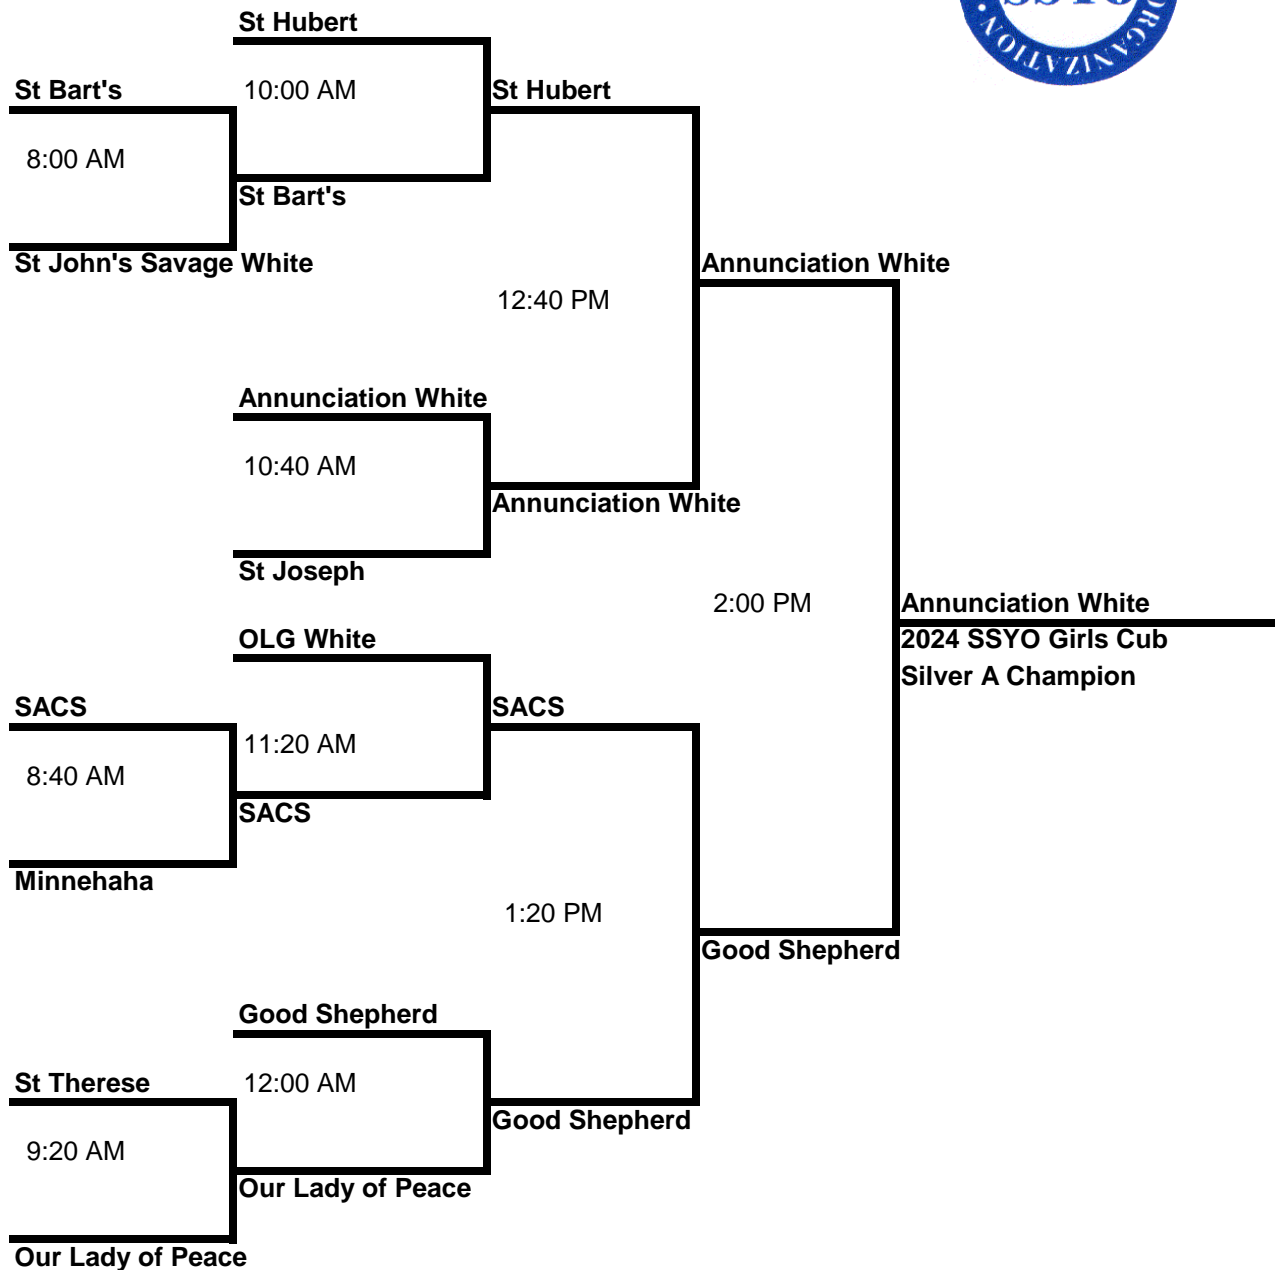 ORGANIZATION
St Hubert
St Bart's
10:00 AM
St Hubert
8:00 AM
St Bart's
St John's Savage White
Annunciation White
12:40 PM
Annunciation White
10:40 AM
Annunciation White
St Joseph
2:00 PM
Annunciation White
OLG White
2024 SSYO Girls Cub
Silver A Champion
SACS
SACS
11:20 AM
8:40 AM
SACS
Minnehaha
1:20 PM
Good Shepherd
Good Shepherd
St Therese
12:00 AM
Good Shepherd
9:20 AM
Our Lady of Peace
Our Lady of Peace